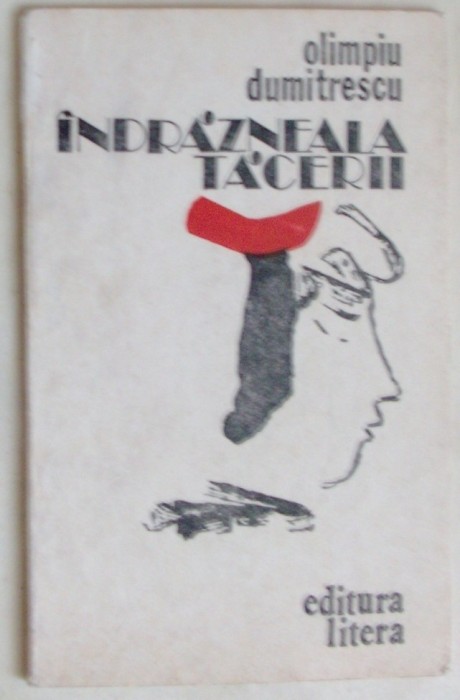 olimpiu
dumitrescu
ÎNDRĂZNEALA
TĂCERII
editura
litera